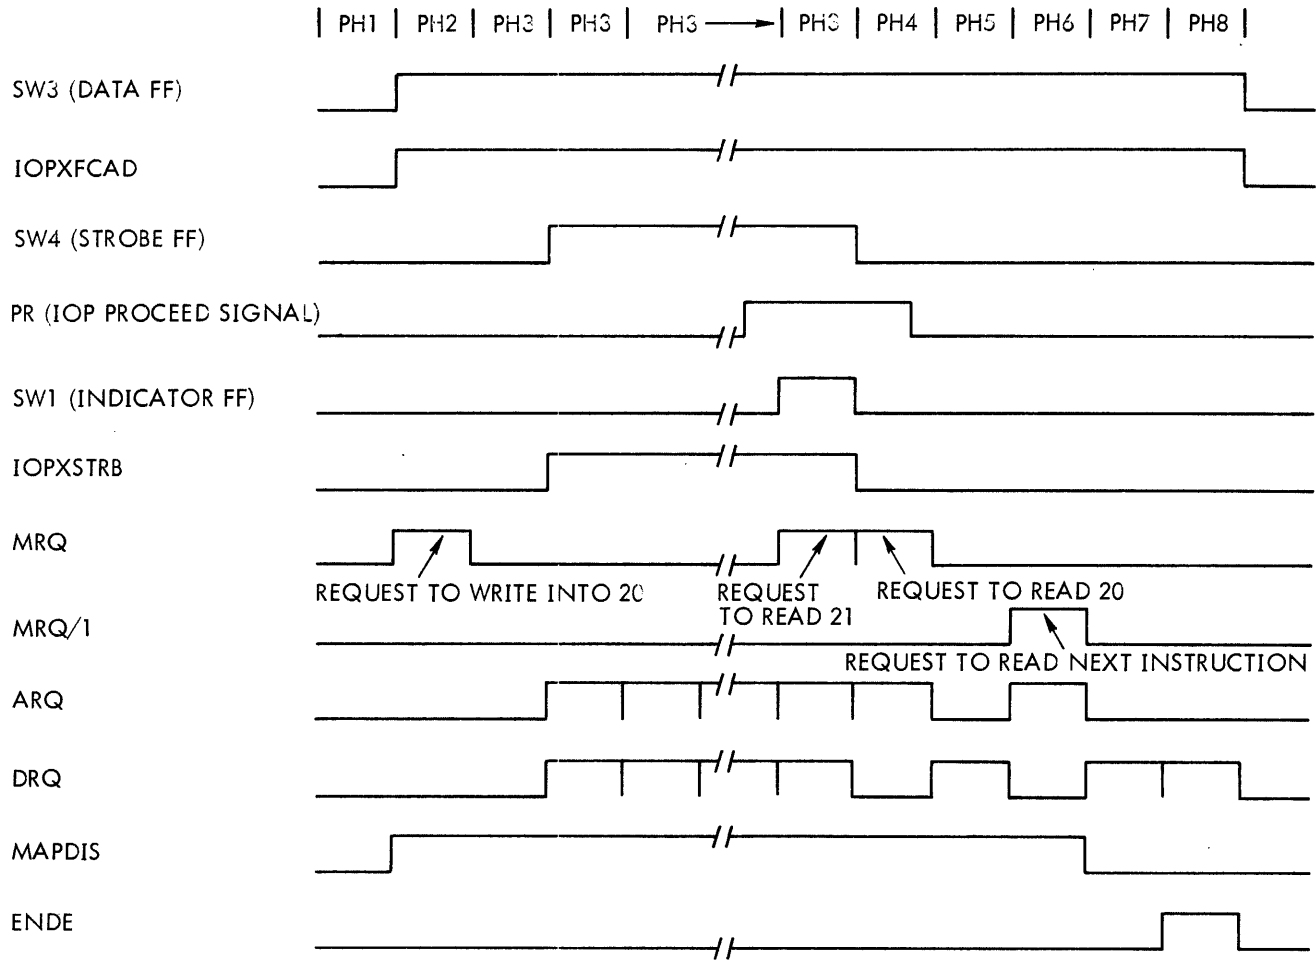 PH1 PH2 PH3 PH3 PH3 PH3 PH4 PH5 PH6 PH7 PH8
SW3 (DATA FF)
IOPXFCAD
SW4 (STROBE FF)
PR (IOP PROCEED SIGNAL)
SW1 (INDICATOR FF)
IOPXSTRB
MRQ
REQUEST TO WRITE INTO 20
REQUEST
TO READ 21
REQUEST TO READ 20
MRQ/1
REQUEST TO READ NEXT INSTRUCTION
ARQ
DRQ
MAPDIS
ENDE